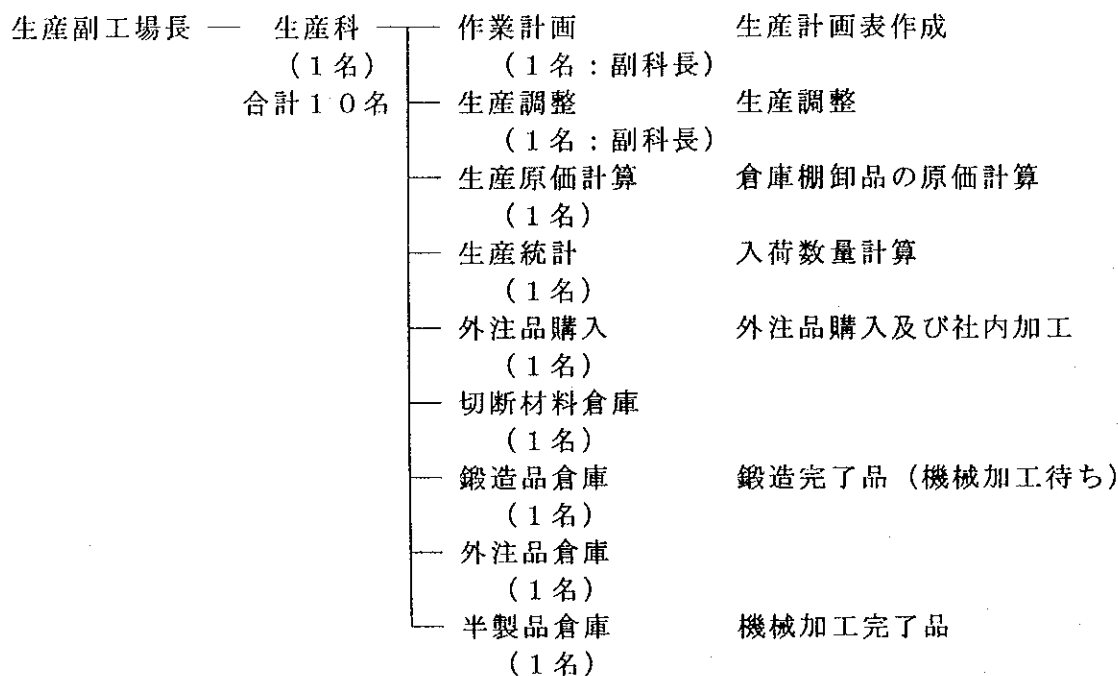 生産副工場長 ― 生産科 作業計画 生産計画表作成
(1名) (1名:副科長)
合計10名 生産調整 生産調整
(1名:副科長)
生産原価計算 倉庫棚卸品の原価計算
(1名)
生産統計 入荷数量計算
(1名)
外注品購入 外注品購入及び社内加工
(1名)
切断材料倉庫
(1名)
鍛造品倉庫 鍛造完了品(機械加工待ち)
(1名)
外注品倉庫
(1名)
半製品倉庫 機械加工完了品
(1名)